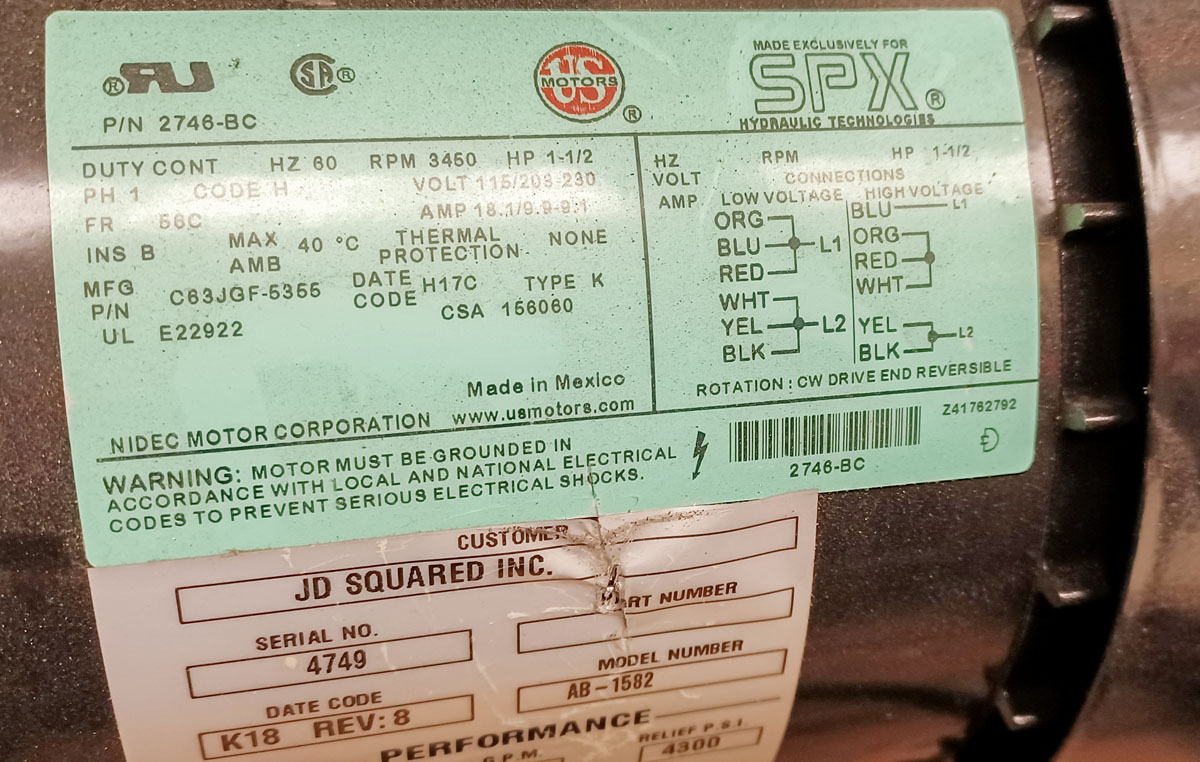 ® RU
SA ®
US
MOTORS
®
MADE EXCLUSIVELY FOR
SPX®
HYDRAULIC TECHNOLOGIES
P/N 2746-BC
DUTY CONT HZ 60 RPM 3450 HP 1-1/2
PH 1 CODE H VOLT 115/208-230
FR 56C AMP 18.1/9.9-9.1
INS B MAX AMB 40 °C THERMAL PROTECTION NONE
MFG P/N C63JGF-5355 DATE CODE H17C TYPE K
UL E22922 CSA 156060
Made in Mexico
NIDEC MOTOR CORPORATION www.usmotors.com
HZ RPM HP 1-1/2
VOLT CONNECTIONS
AMP LOW VOLTAGE HIGH VOLTAGE
ORG
BLU L1
RED
WHT
YEL L2
BLK
BLU L1
ORG
RED
WHT
YEL L2
BLK
ROTATION : CW DRIVE END REVERSIBLE
WARNING: MOTOR MUST BE GROUNDED IN
ACCORDANCE WITH LOCAL AND NATIONAL ELECTRICAL
CODES TO PREVENT SERIOUS ELECTRICAL SHOCKS.
2746-BC
Z41762792
CUSTOMER
JD SQUARED INC.
PART NUMBER
SERIAL NO.
4749
MODEL NUMBER
AB-1582
DATE CODE
K18 REV: 8
PERFORMANCE
G.P.M.
RELIEF P.S.I.
4300